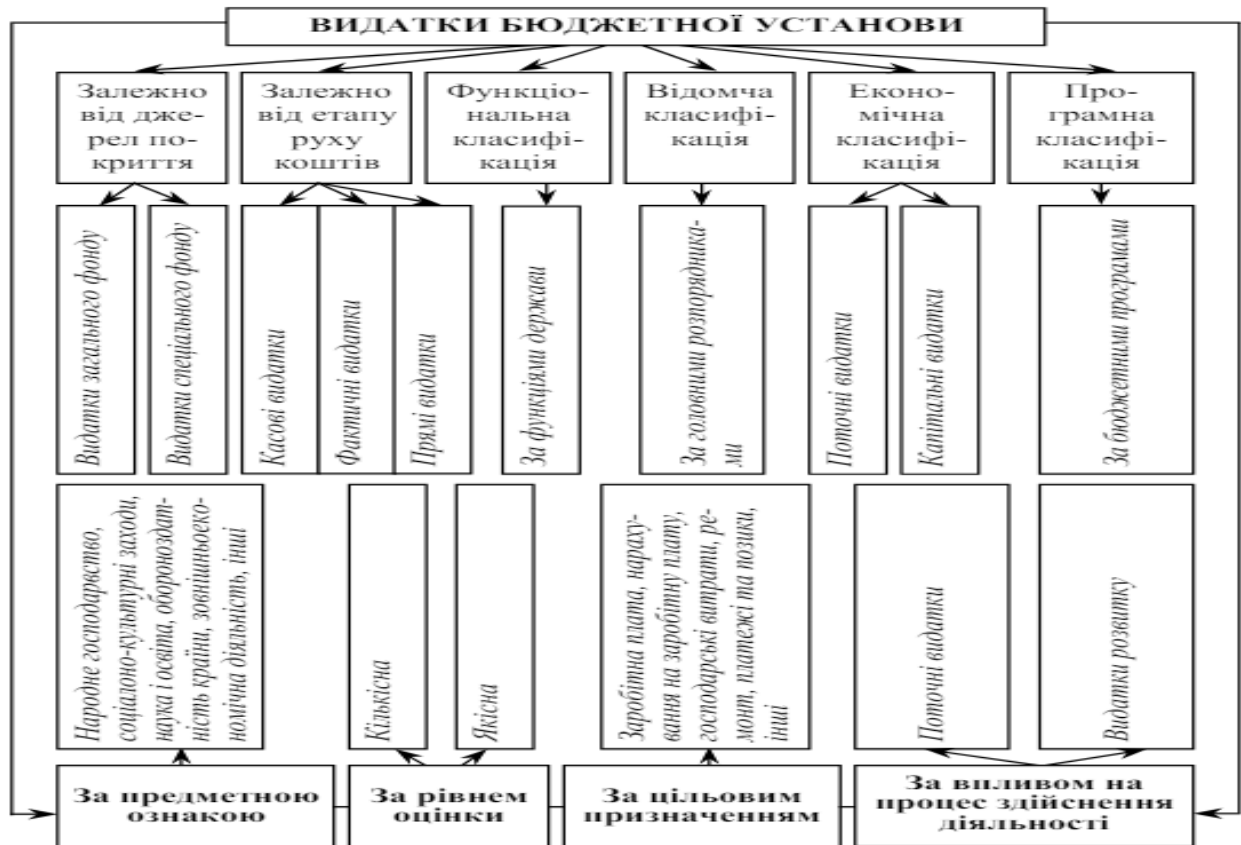 ВИДАТКИ БЮДЖЕТНОЇ УСТАНОВИ
Залежно
від дже-
рел по-
криття
Залежно
від етапу
руху
коштів
Функціо-
нальна
класифі-
кація
Відомча
класифі-
кація
Еконо-
мічна
класифі-
кація
Про-
грамна
класифі-
кація
Видатки загального фонду
Видатки спеціального фонду
Касові видатки
Фактичні видатки
Прямі видатки
За функціями держави
За головними розпорядника-
ми
Поточні видатки
Капітальні видатки
За бюджетними програмами
Народне господарвство,
соціалоно-культурні заходи,
наука і освіта, обороноздат-
ність країни, зовнішньоеко-
номічна діяльність, інші
Кількісна
Якісна
Заробітна плата, нараху-
вання на заробітну плату,
господарські витрати, ре-
монт, платежі та позики,
інші
Поточні видатки
Видатки розвитку
За предметною
ознакою
За рівнем
оцінки
За цільовим
призначенням
За впливом на
процес здійснення
діяльності